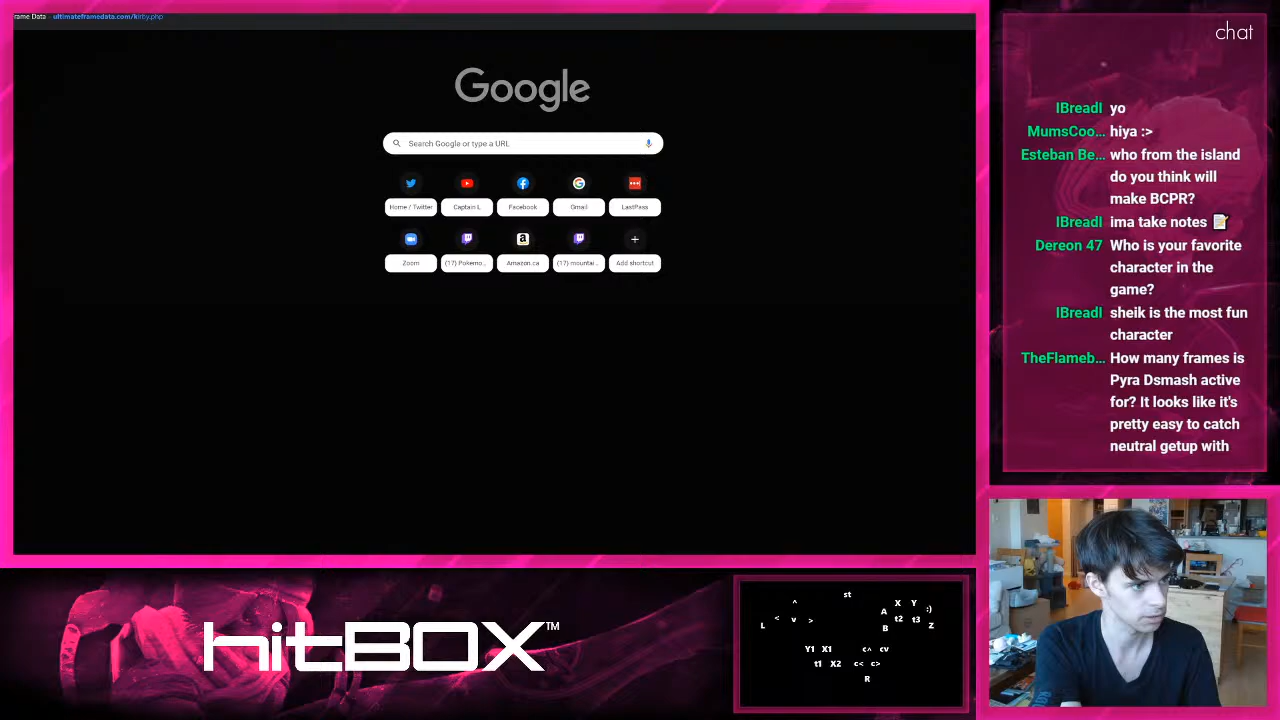 frame Data - ultimateframedata.com/kirby.php
Google
Search Google or type a URL
Home / Twitter
Captain L
Facebook
Gmail
LastPass
Zoom
(17) Pokemo...
Amazon.ca
(17) mountai...
Add shortcut
chat
IBreadI yo
MumsCoo... hiya :>
Esteban Be... who from the island
do you think will
make BCPR?
IBreadI ima take notes 📝
Dereon 47 Who is your favorite
character in the
game?
IBreadI sheik is the most fun
character
TheFlameb... How many frames is
Pyra Dsmash active
for? It looks like it's
pretty easy to catch
neutral getup with
hitBOX™
st
^
X Y
A :)
< v > t2 t3
L B Z
Y1 X1 c^ cv
t1 X2 c< c>
R